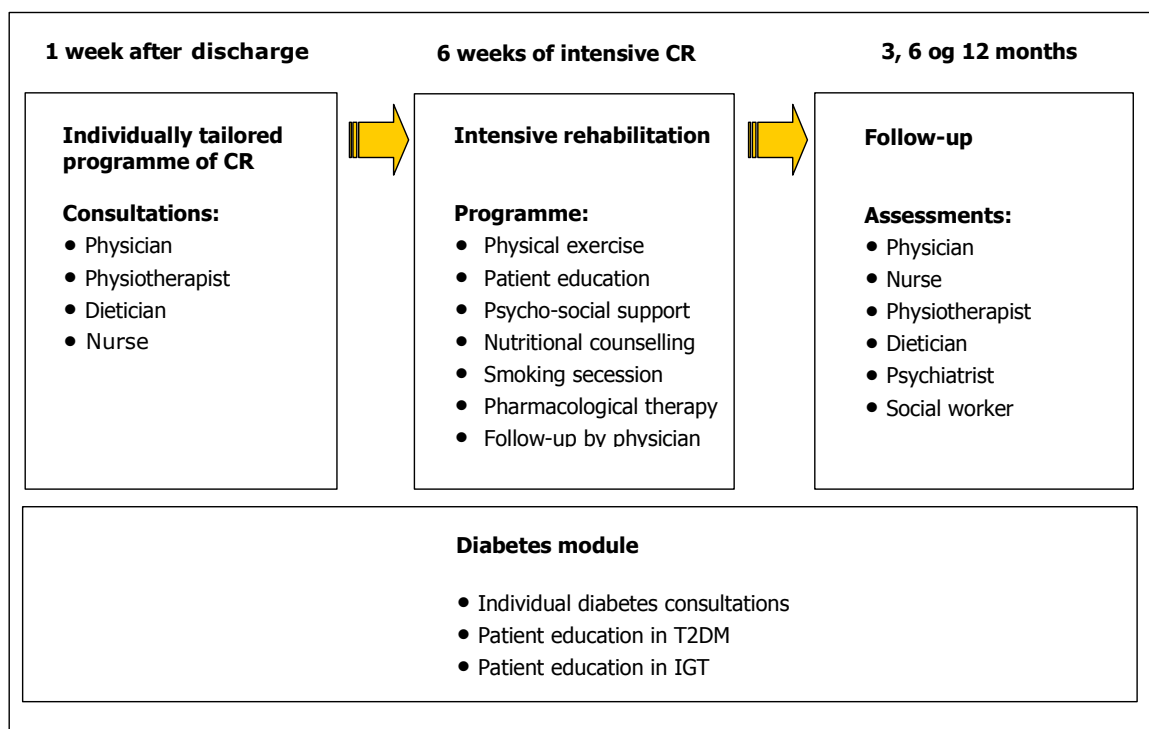 1 week after discharge
6 weeks of intensive CR
3, 6 og 12 months
Individually tailored
programme of CR
Consultations:
• Physician
• Physiotherapist
• Dietician
• Nurse
Intensive rehabilitation
Programme:
• Physical exercise
• Patient education
• Psycho-social support
• Nutritional counselling
• Smoking secession
• Pharmacological therapy
• Follow-up by physician
Follow-up
Assessments:
• Physician
• Nurse
• Physiotherapist
• Dietician
• Psychiatrist
• Social worker
Diabetes module
• Individual diabetes consultations
• Patient education in T2DM
• Patient education in IGT